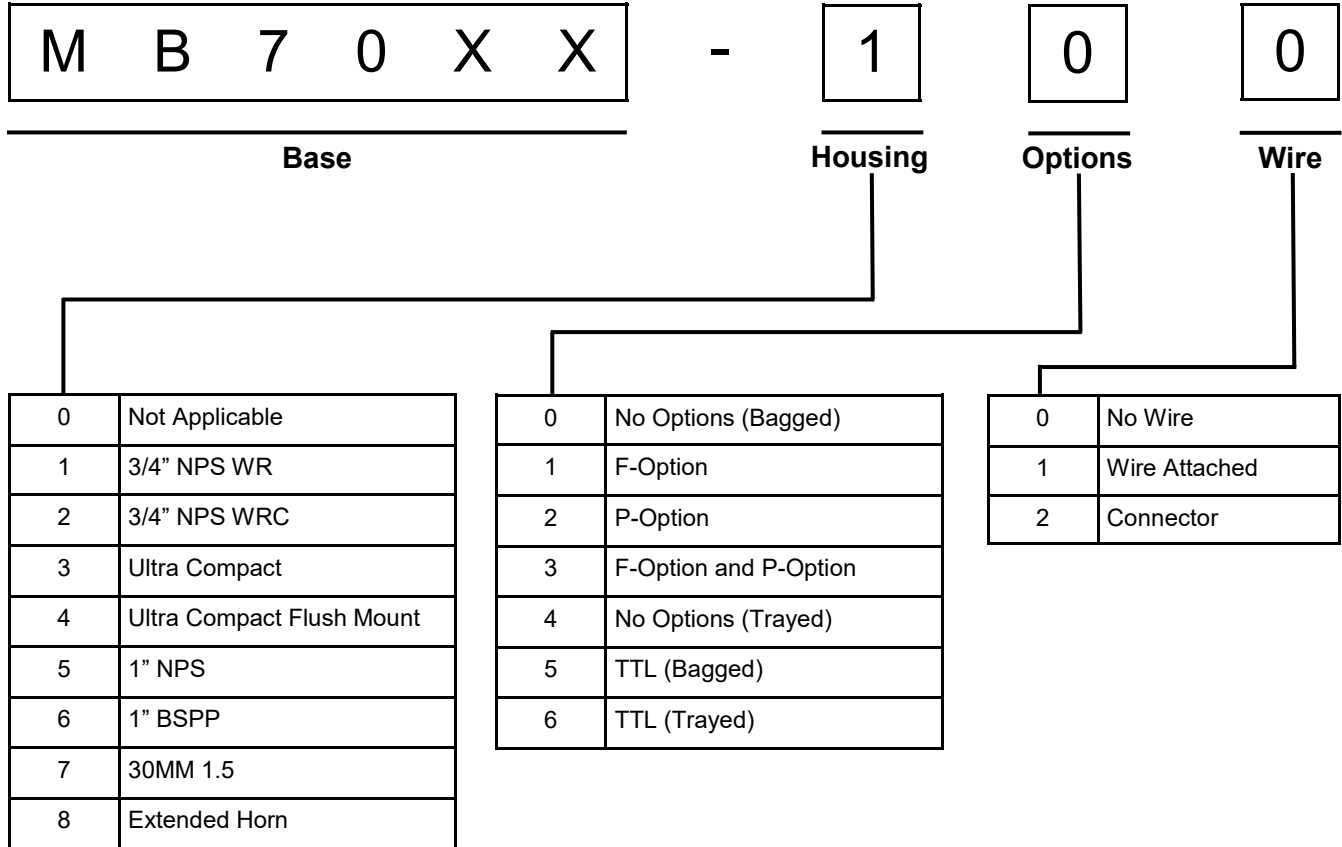 M B 7 0 X X - 1 0 0
Base Housing Options Wire
0 Not Applicable
1 3/4” NPS WR
2 3/4” NPS WRC
3 Ultra Compact
4 Ultra Compact Flush Mount
5 1” NPS
6 1” BSPP
7 30MM 1.5
8 Extended Horn
0 No Options (Bagged)
1 F-Option
2 P-Option
3 F-Option and P-Option
4 No Options (Trayed)
5 TTL (Bagged)
6 TTL (Trayed)
0 No Wire
1 Wire Attached
2 Connector